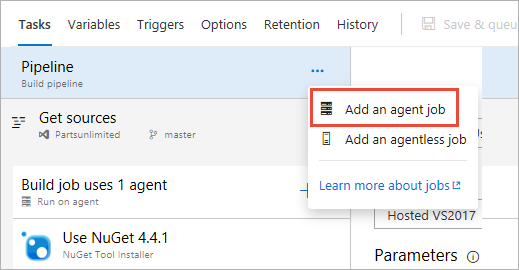 Tasks Variables Triggers Options Retention History Save & queu
Pipeline
Build pipeline
Add an agent job
Get sources
Partsunlimited master
Add an agentless job
Learn more about jobs
Build job uses 1 agent
Run on agent
Hosted VS2017
Use NuGet 4.4.1
NuGet Tool Installer
Parameters